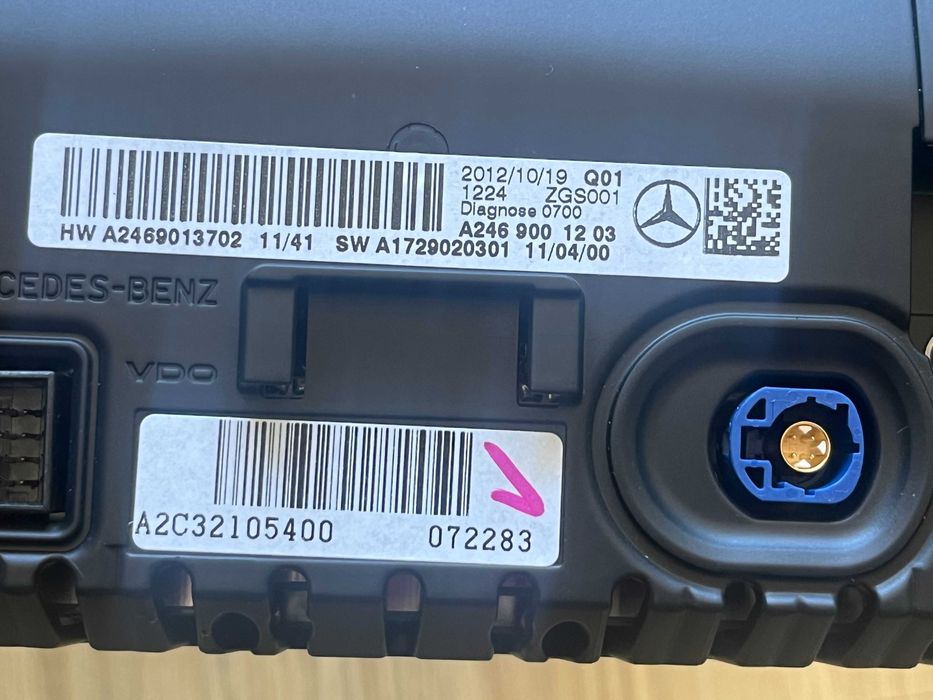 2012/10/19 Q01
1224 ZGS001
Diagnose 0700
A246 900 12 03
HW A2469013702 11/41 SW A1729020301 11/04/00
CEDES-BENZ
VDO
A2C32105400 072283